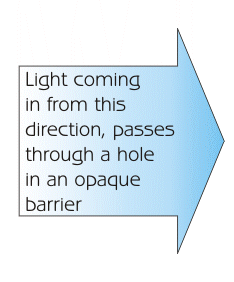 Light coming
in from this
direction, passes
through a hole
in an opaque
barrier